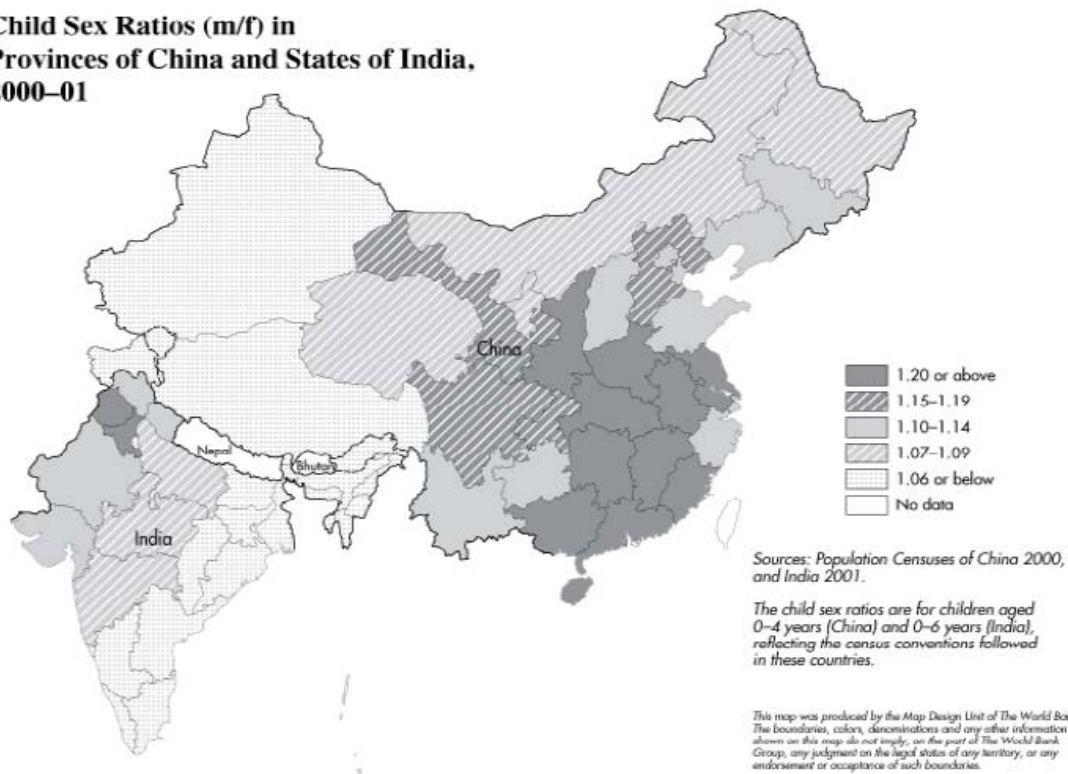 Child Sex Ratios (m/f) in
Provinces of China and States of India,
2000–01
China
Nepal
Bhutan
India
1.20 or above
1.15–1.19
1.10–1.14
1.07–1.09
1.06 or below
No data
Sources: Population Censuses of China 2000,
and India 2001.
The child sex ratios are for children aged
0–4 years (China) and 0–6 years (India),
reflecting the census conventions followed
in these countries.
This map was produced by the Map Design Unit of The World Ban
The boundaries, colors, denominations and any other information
shown on this map do not imply, on the part of The World Bank
Group, any judgment on the legal status of any territory, or any
endorsement or acceptance of such boundaries.